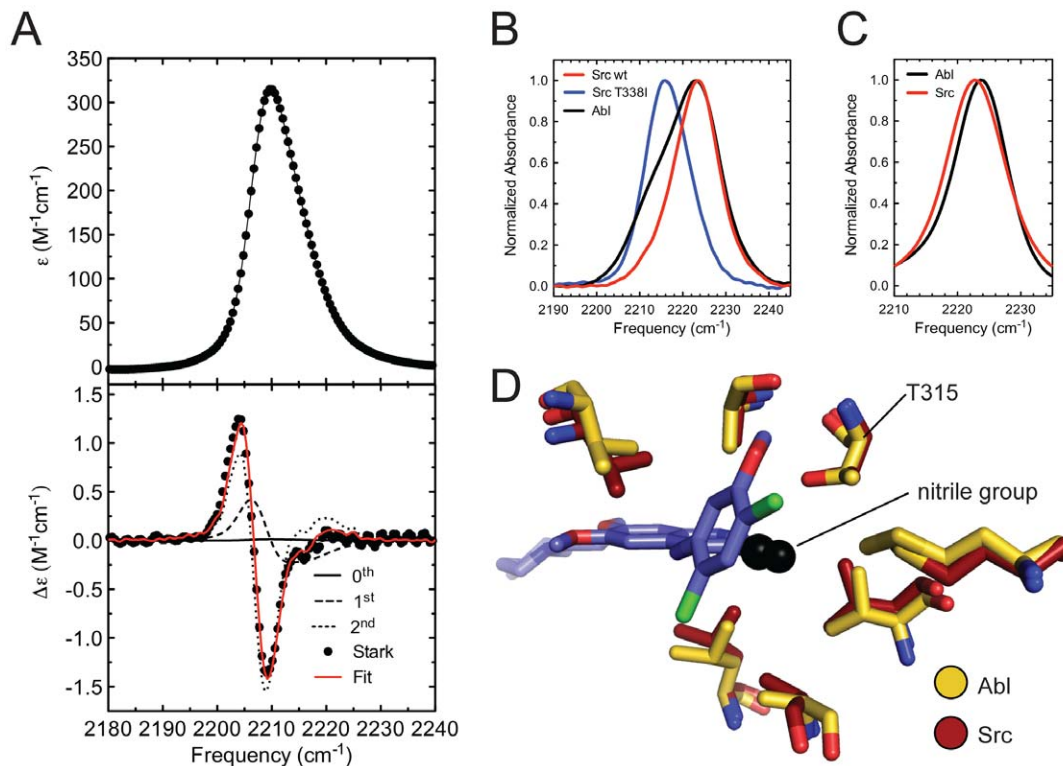 A
350
300
250
200
150
100
50
0
ε (M⁻¹cm⁻¹)
1.5
1.0
0.5
0.0
-0.5
-1.0
-1.5
Δε (M⁻¹cm⁻¹)
0ᵗʰ
1ˢᵗ
2ⁿᵈ
Stark
Fit
2180 2190 2200 2210 2220 2230 2240
Frequency (cm⁻¹)
B
Src wt
Src T338I
Abl
1.0
0.8
0.6
0.4
0.2
0.0
Normalized Absorbance
2190 2200 2210 2220 2230 2240
Frequency (cm⁻¹)
C
Abl
Src
1.0
0.8
0.6
0.4
0.2
0.0
Normalized Absorbance
2210 2220 2230
Frequency (cm⁻¹)
D
T315
nitrile group
Abl
Src